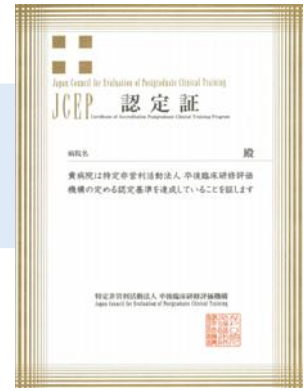 Japan Council for Evaluation of Postgraduate Clinical Training
JCEP 認定証
Certificate of Accreditation Postgraduate Clinical Training Program
病院名 殿
貴病院は特定非営利活動法人 卒後臨床研修評価
機構の定める認定基準を達成していることを証します
特定非営利活動法人 卒後臨床研修評価機構
Japan Council for Evaluation of Postgraduate Clinical Training